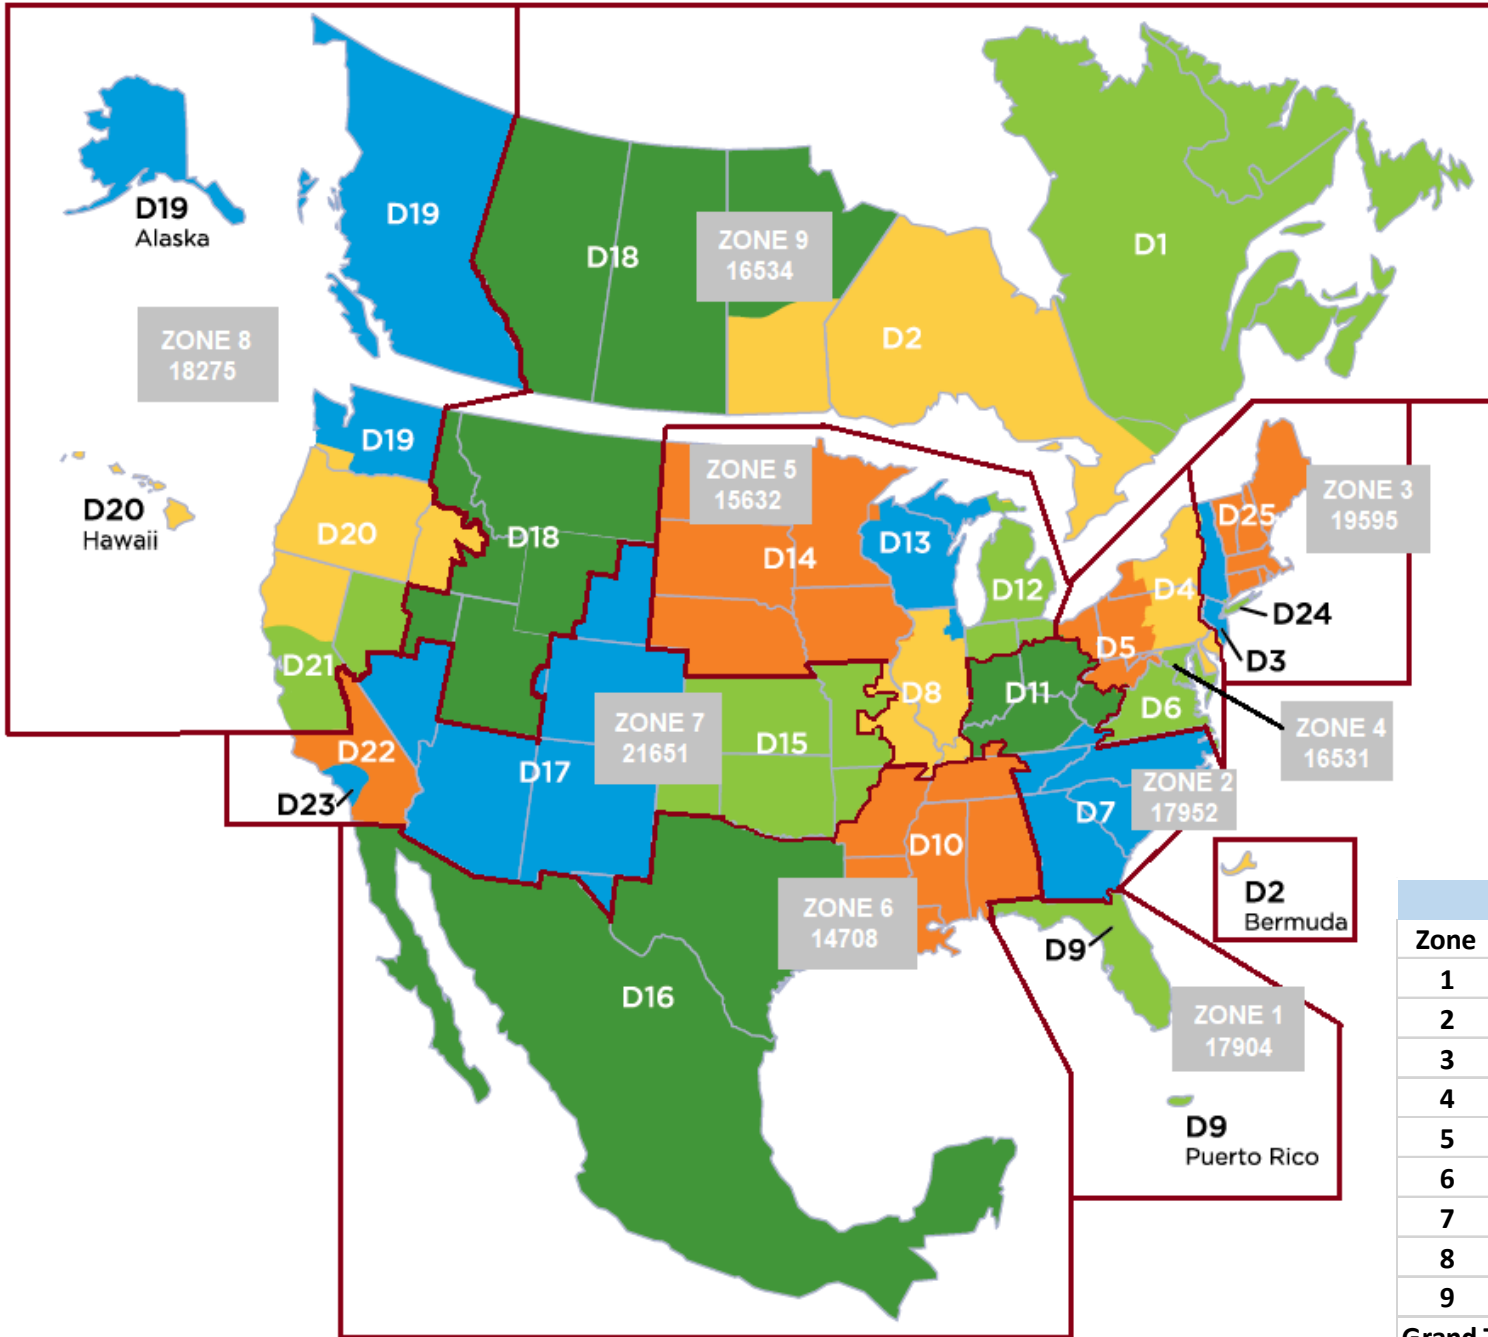 D19
Alaska
D19
D18
ZONE 9
16534
D1
ZONE 8
18275
D2
D19
D20
Hawaii
D20
D18
ZONE 5
15632
D14
D13
D12
D25
ZONE 3
19595
D4
D24
D3
D5
D21
D8
D11
D6
ZONE 4
16531
D22
ZONE 7
21651
D15
D17
D23
ZONE 2
17952
D7
D10
D2
Bermuda
ZONE 6
14708
D9
D16
ZONE 1
17904
D9
Puerto Rico
Zone
1
2
3
4
5
6
7
8
9
Grand